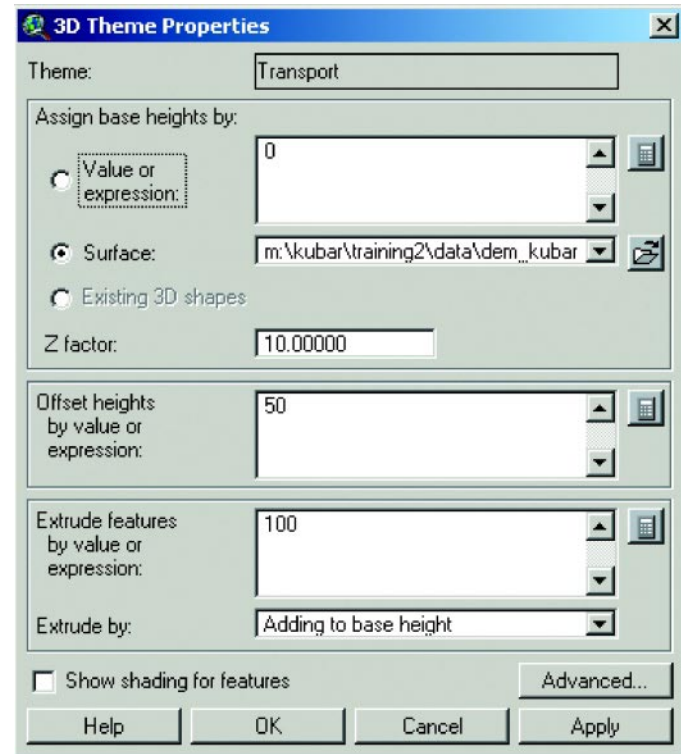 3D Theme Properties
Theme: Transport
Assign base heights by:
Value or
expression:
0
Surface: m:\kubar\training2\data\dem_kubar
Existing 3D shapes
Z factor: 10.00000
Offset heights
by value or
expression:
50
Extrude features
by value or
expression:
100
Extrude by: Adding to base height
Show shading for features
Advanced...
Help OK Cancel Apply